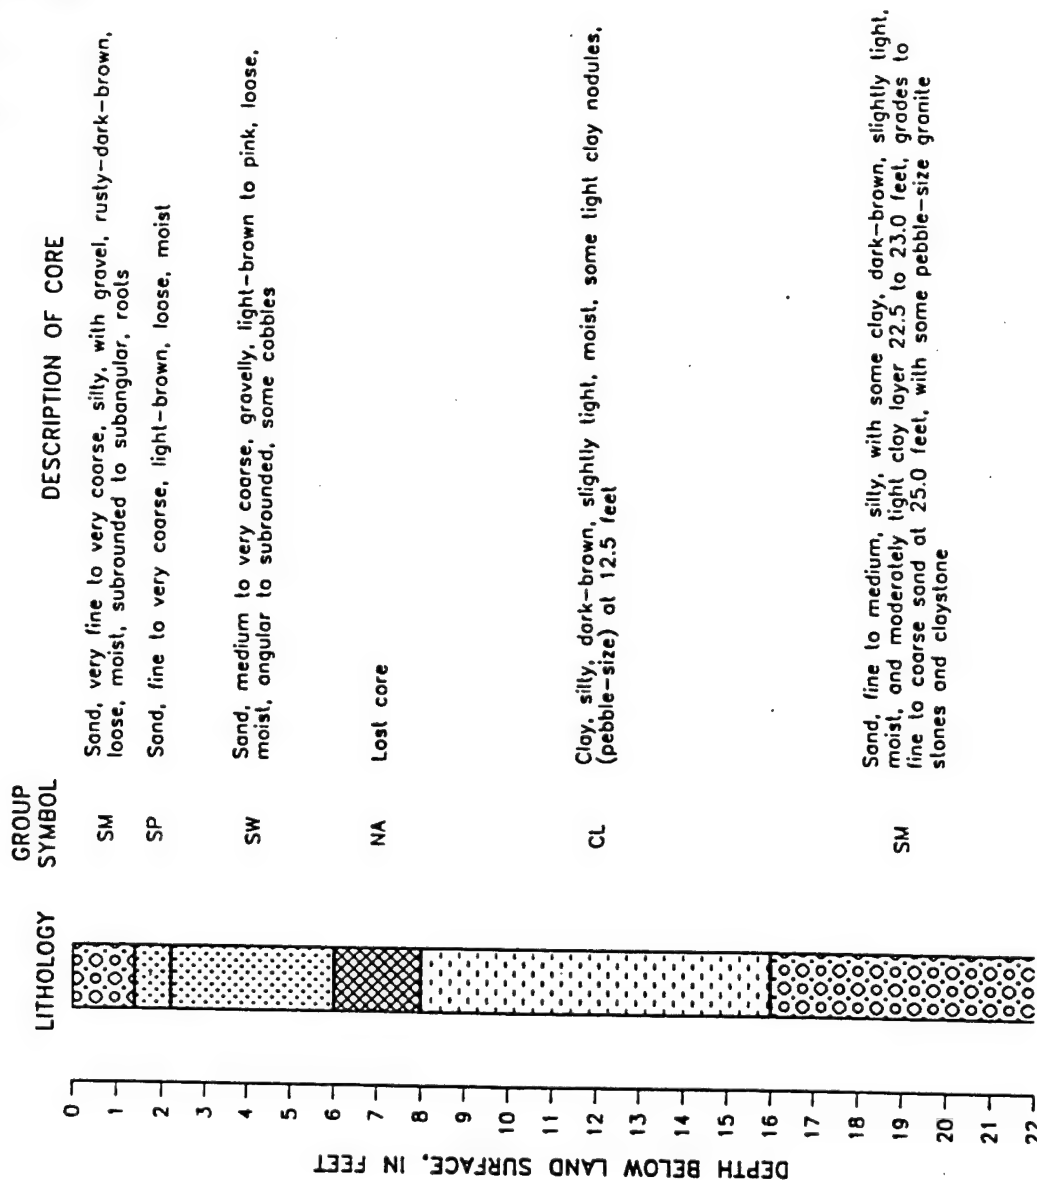 LITHOLOGY
GROUP
SYMBOL
DESCRIPTION OF CORE
DEPTH BELOW LAND SURFACE, IN FEET
0
1
2
3
4
5
6
7
8
9
10
11
12
13
14
15
16
17
18
19
20
21
22
SM
Sand, very fine to very coarse, silty, with gravel, rusty-dark-brown,
loose, moist, subrounded to subangular, roots
SP
Sand, fine to very coarse, light-brown, loose, moist
SW
Sand, medium to very coarse, gravelly, light-brown to pink, loose,
moist, angular to subrounded, some cobbles
NA
Lost core
CL
Clay, silty, dark-brown, slightly tight, moist, some tight clay nodules,
(pebble-size) at 12.5 feet
SM
Sand, fine to medium, silty, with some clay, dark-brown, slightly tight,
moist, and moderately tight clay layer 22.5 to 23.0 feet, grades to
fine to coarse sand at 25.0 feet, with some pebble-size granite
stones and claystone